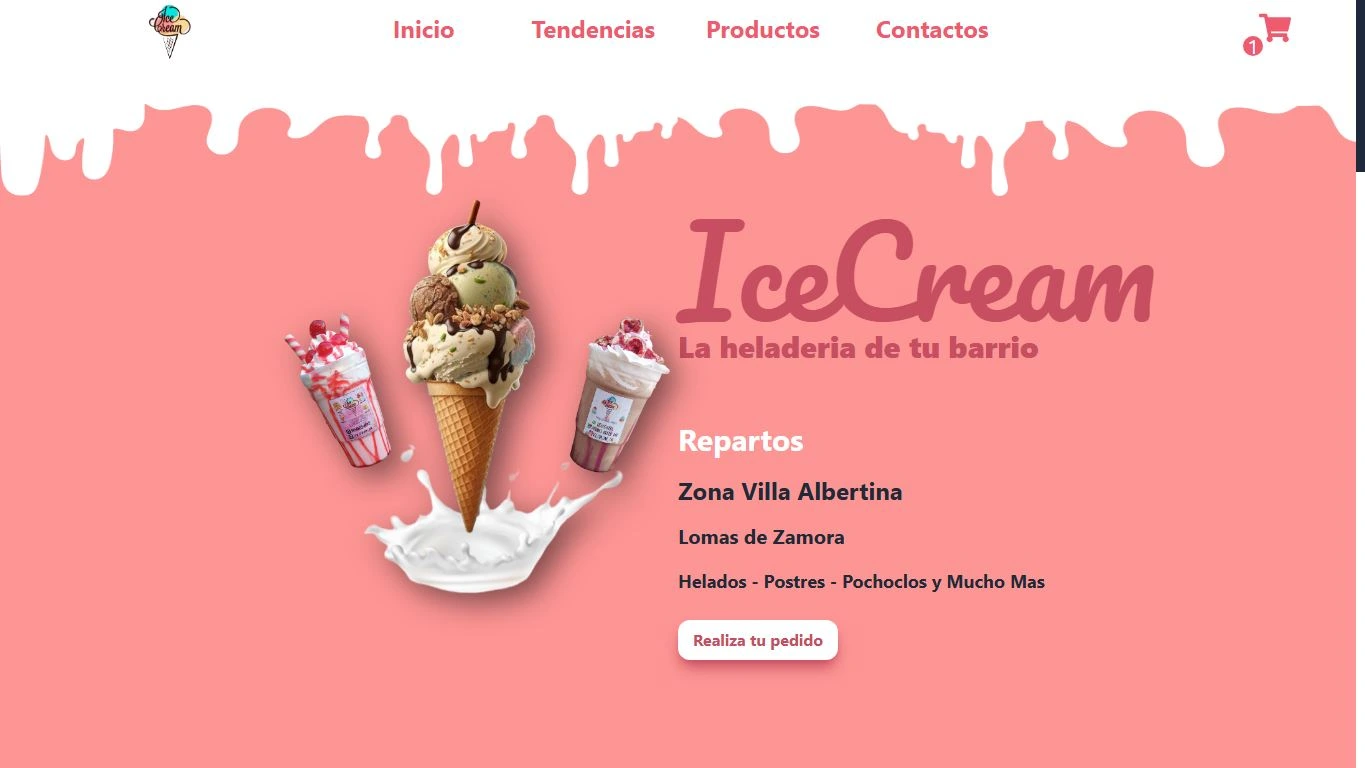 Ice
Cream
Inicio
Tendencias
Productos
Contactos
1
IceCream
La heladeria de tu barrio
Repartos
Zona Villa Albertina
Lomas de Zamora
Helados - Postres - Pochoclos y Mucho Mas
Realiza tu pedido